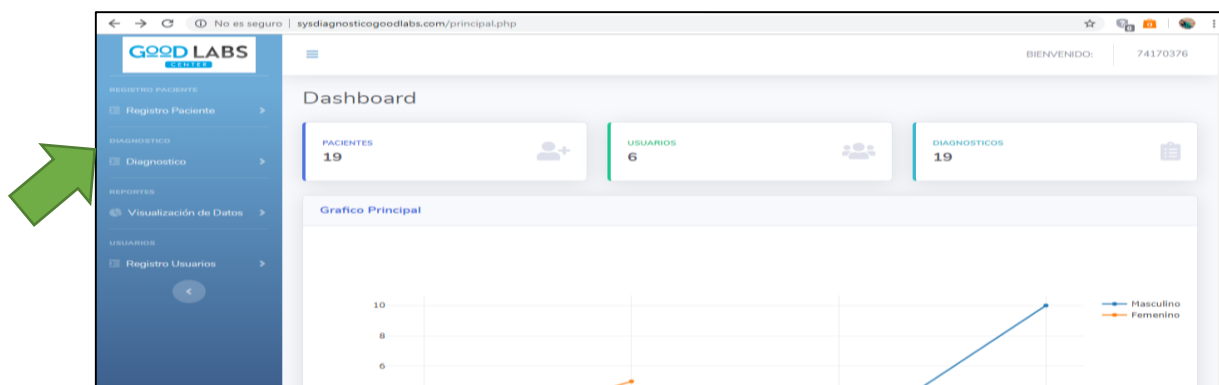 No es seguro | sysdiagnosticogoodlabs.com/principal.php
GOOD LABS
CENTER
BIENVENIDO: 74170376
REGISTRO PACIENTE
Registro Paciente
DIAGNOSTICO
Diagnostico
REPORTES
Visualización de Datos
USUARIOS
Registro Usuarios
Dashboard
PACIENTES
19
USUARIOS
6
DIAGNOSTICOS
19
Grafico Principal
10
8
6
Masculino
Femenino